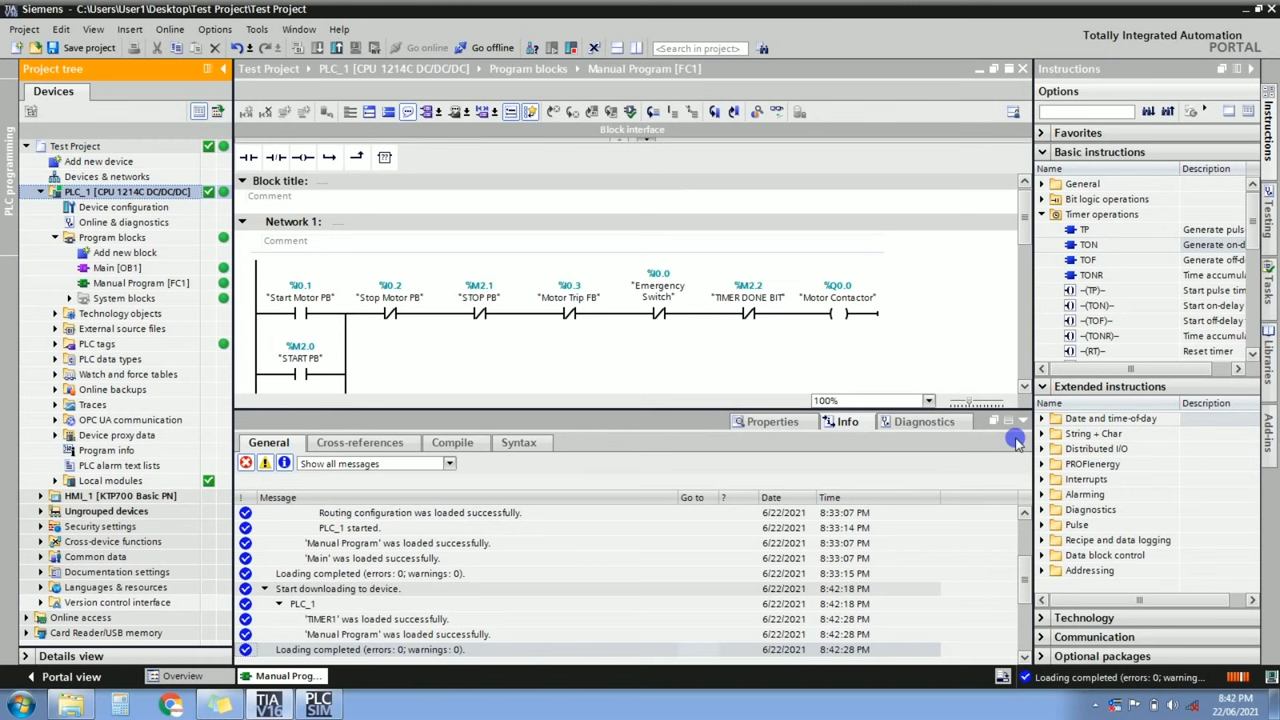 Siemens - C:\Users\User1\Desktop\Test Project\Test Project
Project Edit View Insert Online Options Tools Window Help
Totally Integrated Automation
PORTAL
Save project
Go online
Go offline
<Search in project>
Project tree
Test Project
PLC_1 [CPU 1214C DC/DC/DC]
Program blocks
Manual Program [FC1]
Instructions
Devices
Options
Block interface
PLC programming
Test Project
Add new device
Devices & networks
PLC_1 [CPU 1214C DC/DC/DC]
Device configuration
Online & diagnostics
Program blocks
Add new block
Main [OB1]
Manual Program [FC1]
System blocks
Technology objects
External source files
PLC tags
PLC data types
Watch and force tables
Online backups
Traces
OPC UA communication
Device proxy data
Program info
PLC alarm text lists
Local modules
HMI_1 [KTP700 Basic PN]
Ungrouped devices
Security settings
Cross-device functions
Common data
Documentation settings
Languages & resources
Version control interface
Online access
Card Reader/USB memory
Details view
Block title: .....
Comment
Network 1: .....
Comment
%I0.1
"Start Motor PB"
%I0.2
"Stop Motor PB"
%M2.1
"STOP PB"
%I0.3
"Motor Trip FB"
%I0.0
"Emergency
Switch"
%M2.2
"TIMER DONE BIT"
%Q0.0
"Motor Contactor"
%M2.0
"START PB"
100%
Properties
Info
Diagnostics
General
Cross-references
Compile
Syntax
Show all messages
! Message Go to ? Date Time
Routing configuration was loaded successfully. 6/22/2021 8:33:07 PM
PLC_1 started. 6/22/2021 8:33:14 PM
'Manual Program' was loaded successfully. 6/22/2021 8:33:07 PM
'Main' was loaded successfully. 6/22/2021 8:33:07 PM
Loading completed (errors: 0; warnings: 0). 6/22/2021 8:33:15 PM
Start downloading to device. 6/22/2021 8:42:18 PM
PLC_1 6/22/2021 8:42:18 PM
'TIMER1' was loaded successfully. 6/22/2021 8:42:28 PM
'Manual Program' was loaded successfully. 6/22/2021 8:42:28 PM
Loading completed (errors: 0; warnings: 0). 6/22/2021 8:42:28 PM
Favorites
Basic instructions
Name Description
General
Bit logic operations
Timer operations
TP Generate puls
TON Generate on-d
TOF Generate off-d
TONR Time accumula
-(TP)- Start pulse tim
-(TON)- Start on-delay
-(TOF)- Start off-delay
-(TONR)- Time accumula
-(RT)- Reset timer
Extended instructions
Name Description
Date and time-of-day
String + Char
Distributed I/O
PROFIenergy
Interrupts
Alarming
Diagnostics
Pulse
Recipe and data logging
Data block control
Addressing
Technology
Communication
Optional packages
Instructions
Testing
Tasks
Libraries
Add-ins
Portal view
Overview
Manual Prog...
Loading completed (errors: 0; warning...
TIA
V16
PLC
SIM
8:42 PM
22/06/2021